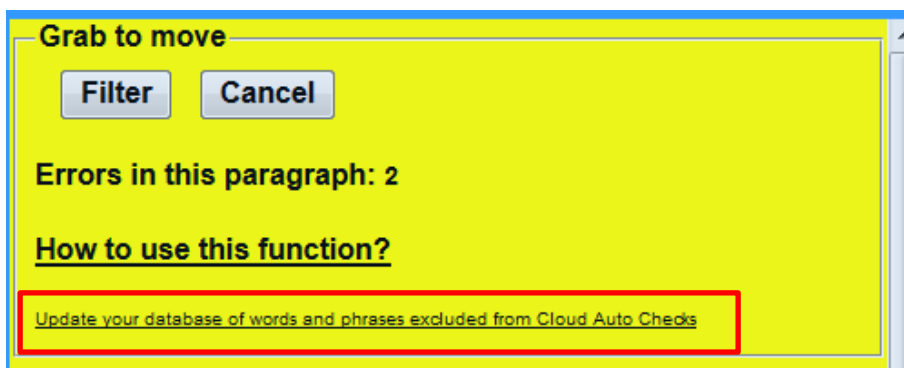 Grab to move
Filter Cancel
Errors in this paragraph: 2
How to use this function?
Update your database of words and phrases excluded from Cloud Auto Checks